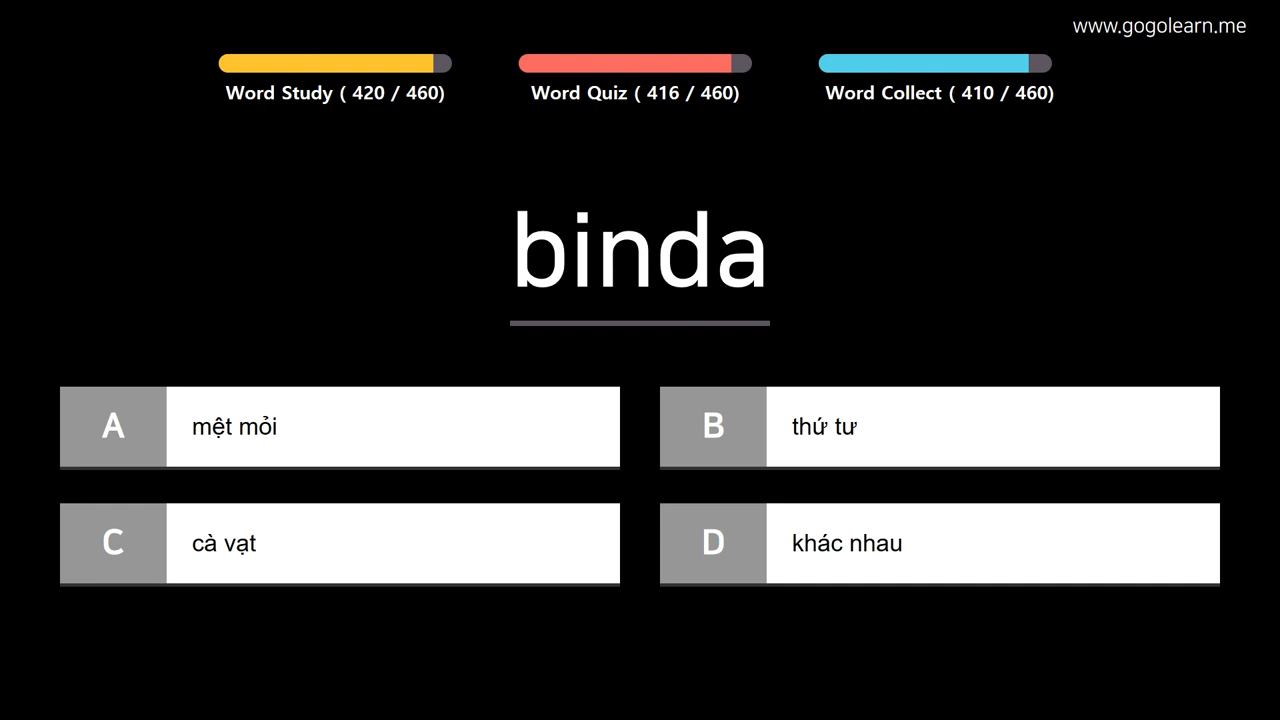 www.gogolearn.me
Word Study ( 420 / 460)
Word Quiz ( 416 / 460)
Word Collect ( 410 / 460)
binda
A mệt mỏi
B thứ tư
C cà vạt
D khác nhau